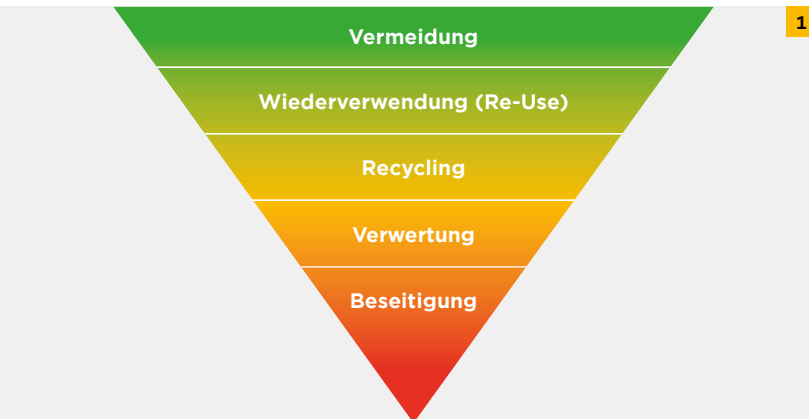 1
Vermeidung
Wiederverwendung (Re-Use)
Recycling
Verwertung
Beseitigung